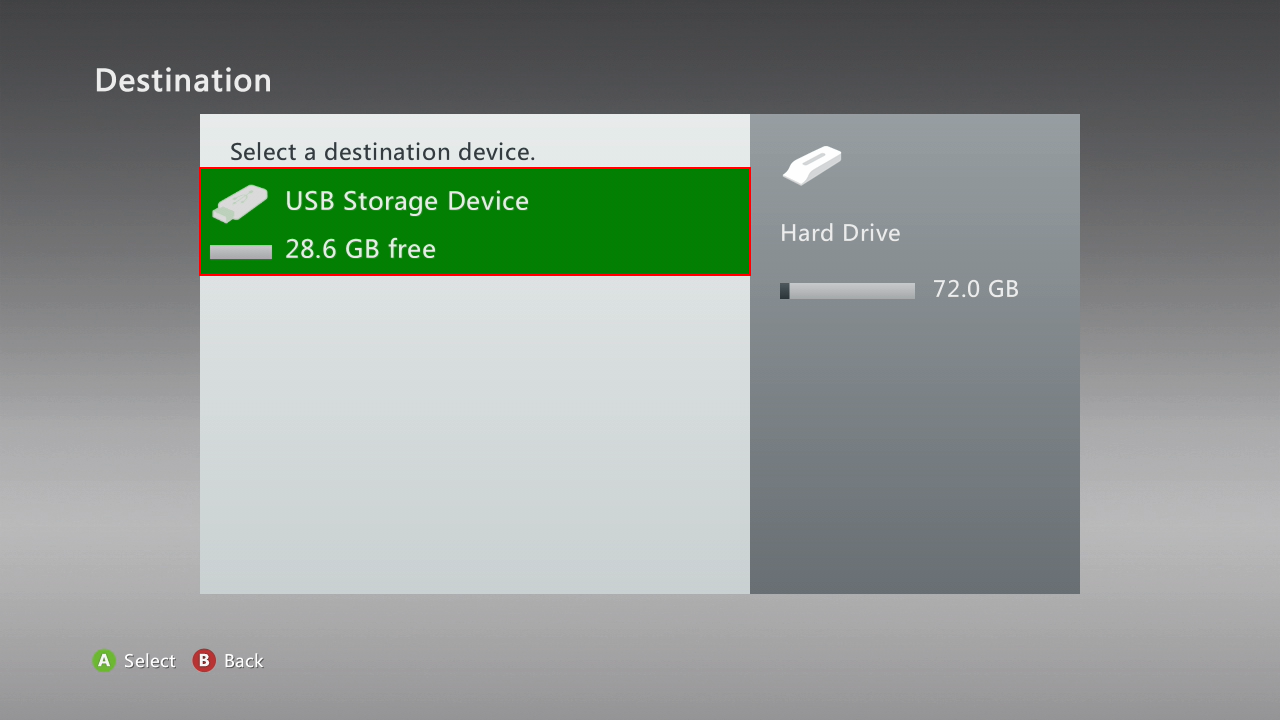 Destination
Select a destination device.
USB Storage Device
28.6 GB free
Hard Drive
72.0 GB
A Select B Back